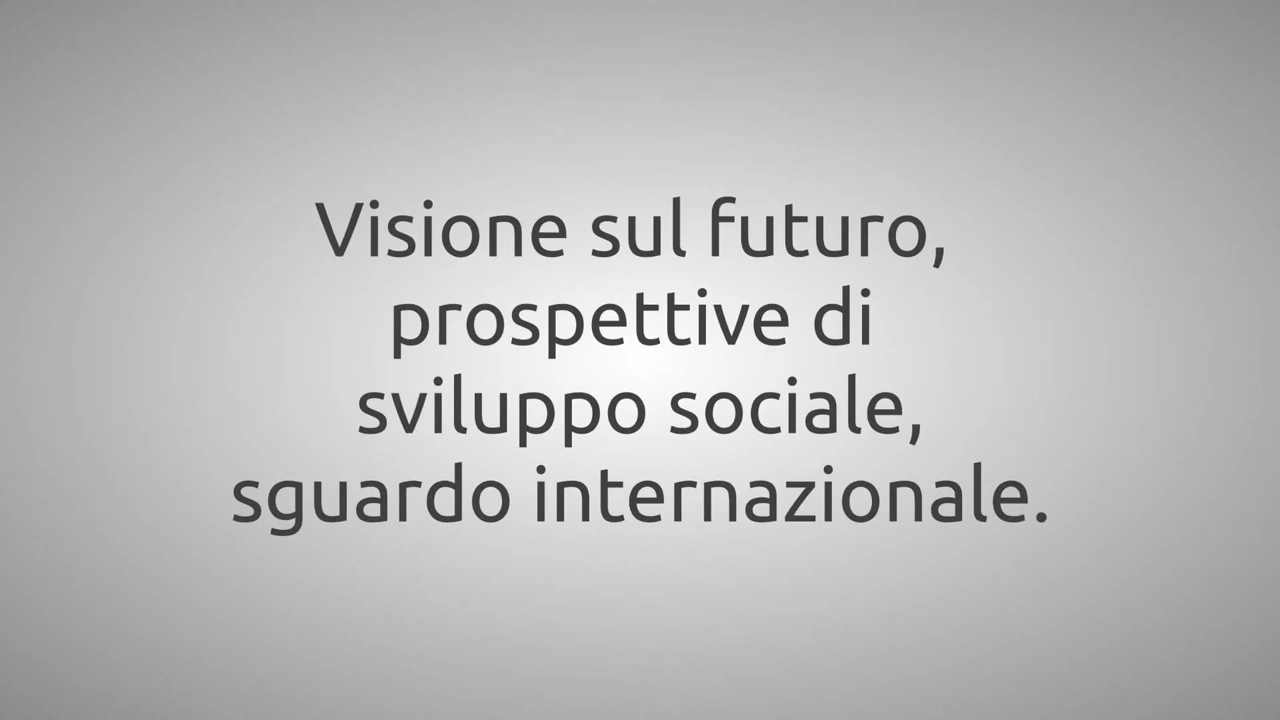 Visione sul futuro,
prospettive di
sviluppo sociale,
sguardo internazionale.